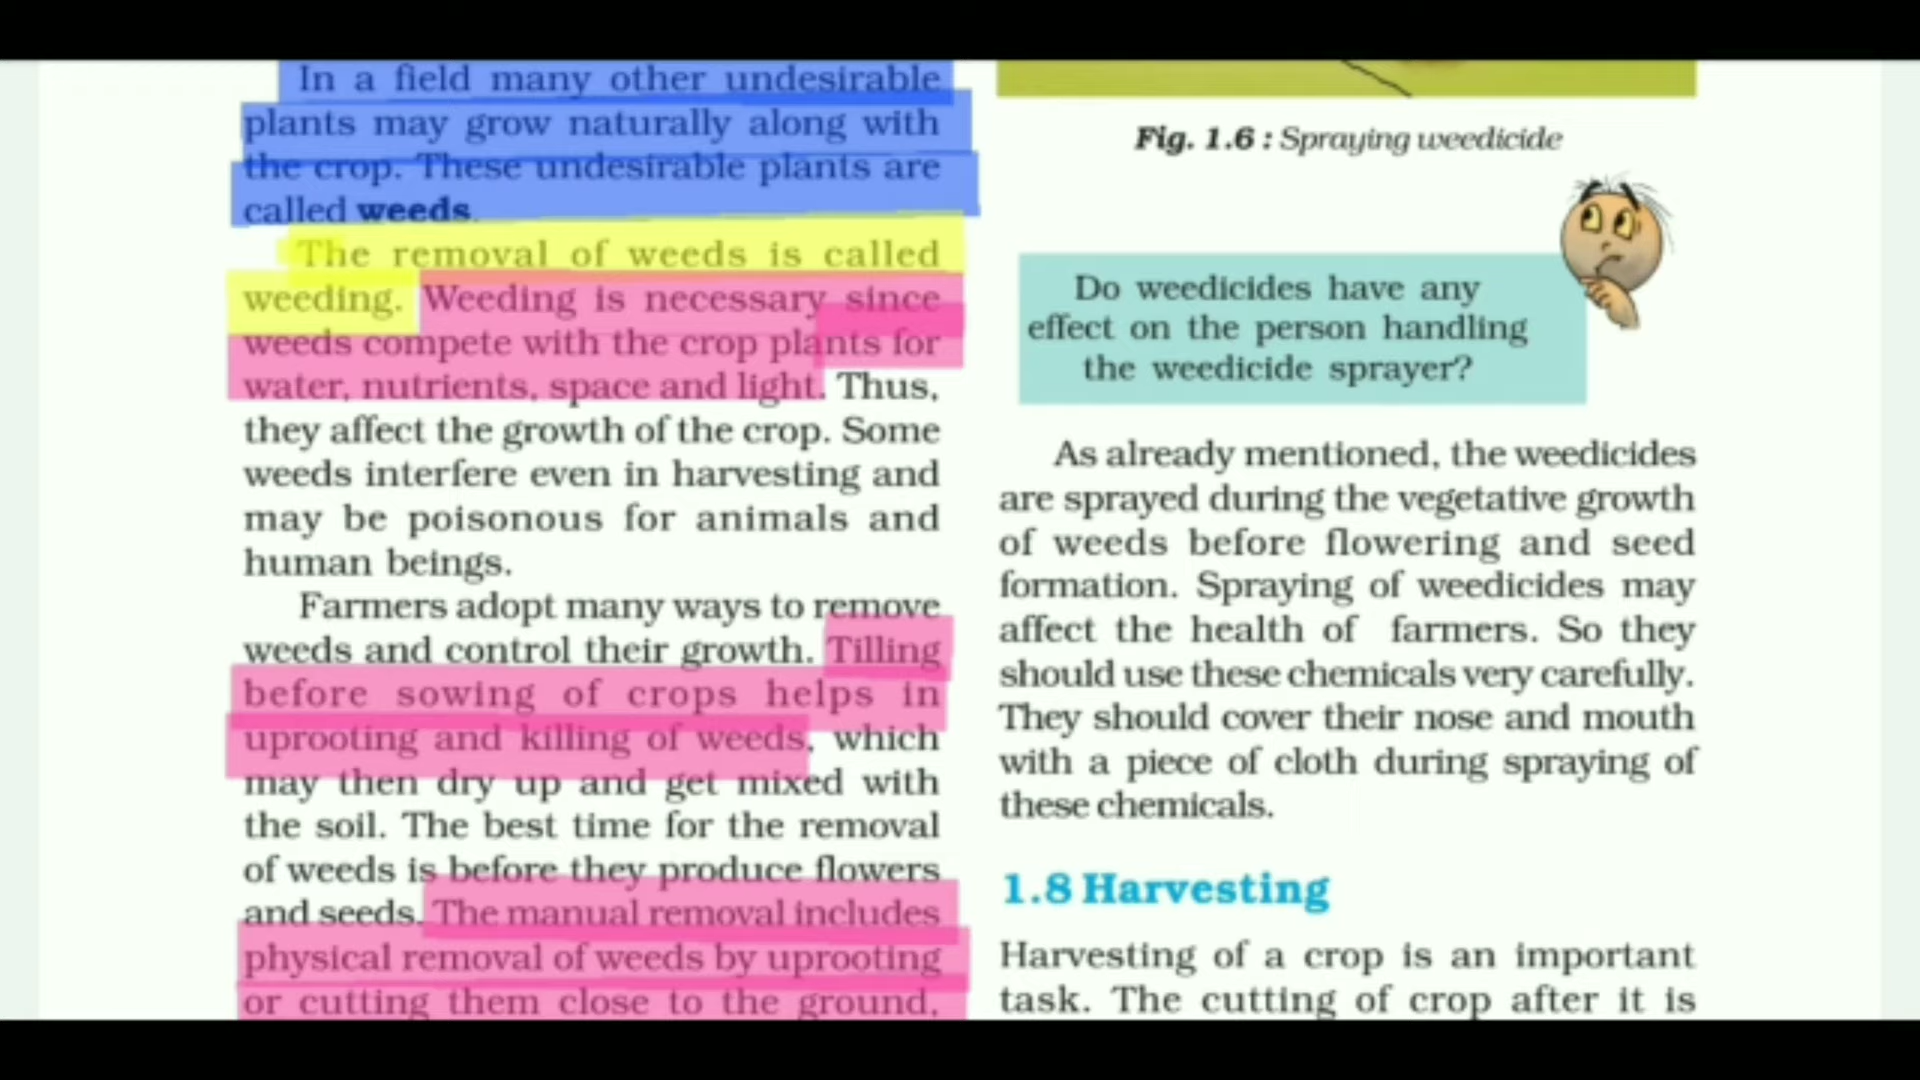 In a field many other undesirable
plants may grow naturally along with
the crop. These undesirable plants are
called weeds.
The removal of weeds is called
weeding. Weeding is necessary since
weeds compete with the crop plants for
water, nutrients, space and light. Thus,
they affect the growth of the crop. Some
weeds interfere even in harvesting and
may be poisonous for animals and
human beings.
Farmers adopt many ways to remove
weeds and control their growth. Tilling
before sowing of crops helps in
uprooting and killing of weeds, which
may then dry up and get mixed with
the soil. The best time for the removal
of weeds is before they produce flowers
and seeds. The manual removal includes
physical removal of weeds by uprooting
or cutting them close to the ground,
Fig. 1.6 : Spraying weedicide
Do weedicides have any
effect on the person handling
the weedicide sprayer?
As already mentioned, the weedicides
are sprayed during the vegetative growth
of weeds before flowering and seed
formation. Spraying of weedicides may
affect the health of farmers. So they
should use these chemicals very carefully.
They should cover their nose and mouth
with a piece of cloth during spraying of
these chemicals.
1.8 Harvesting
Harvesting of a crop is an important
task. The cutting of crop after it is